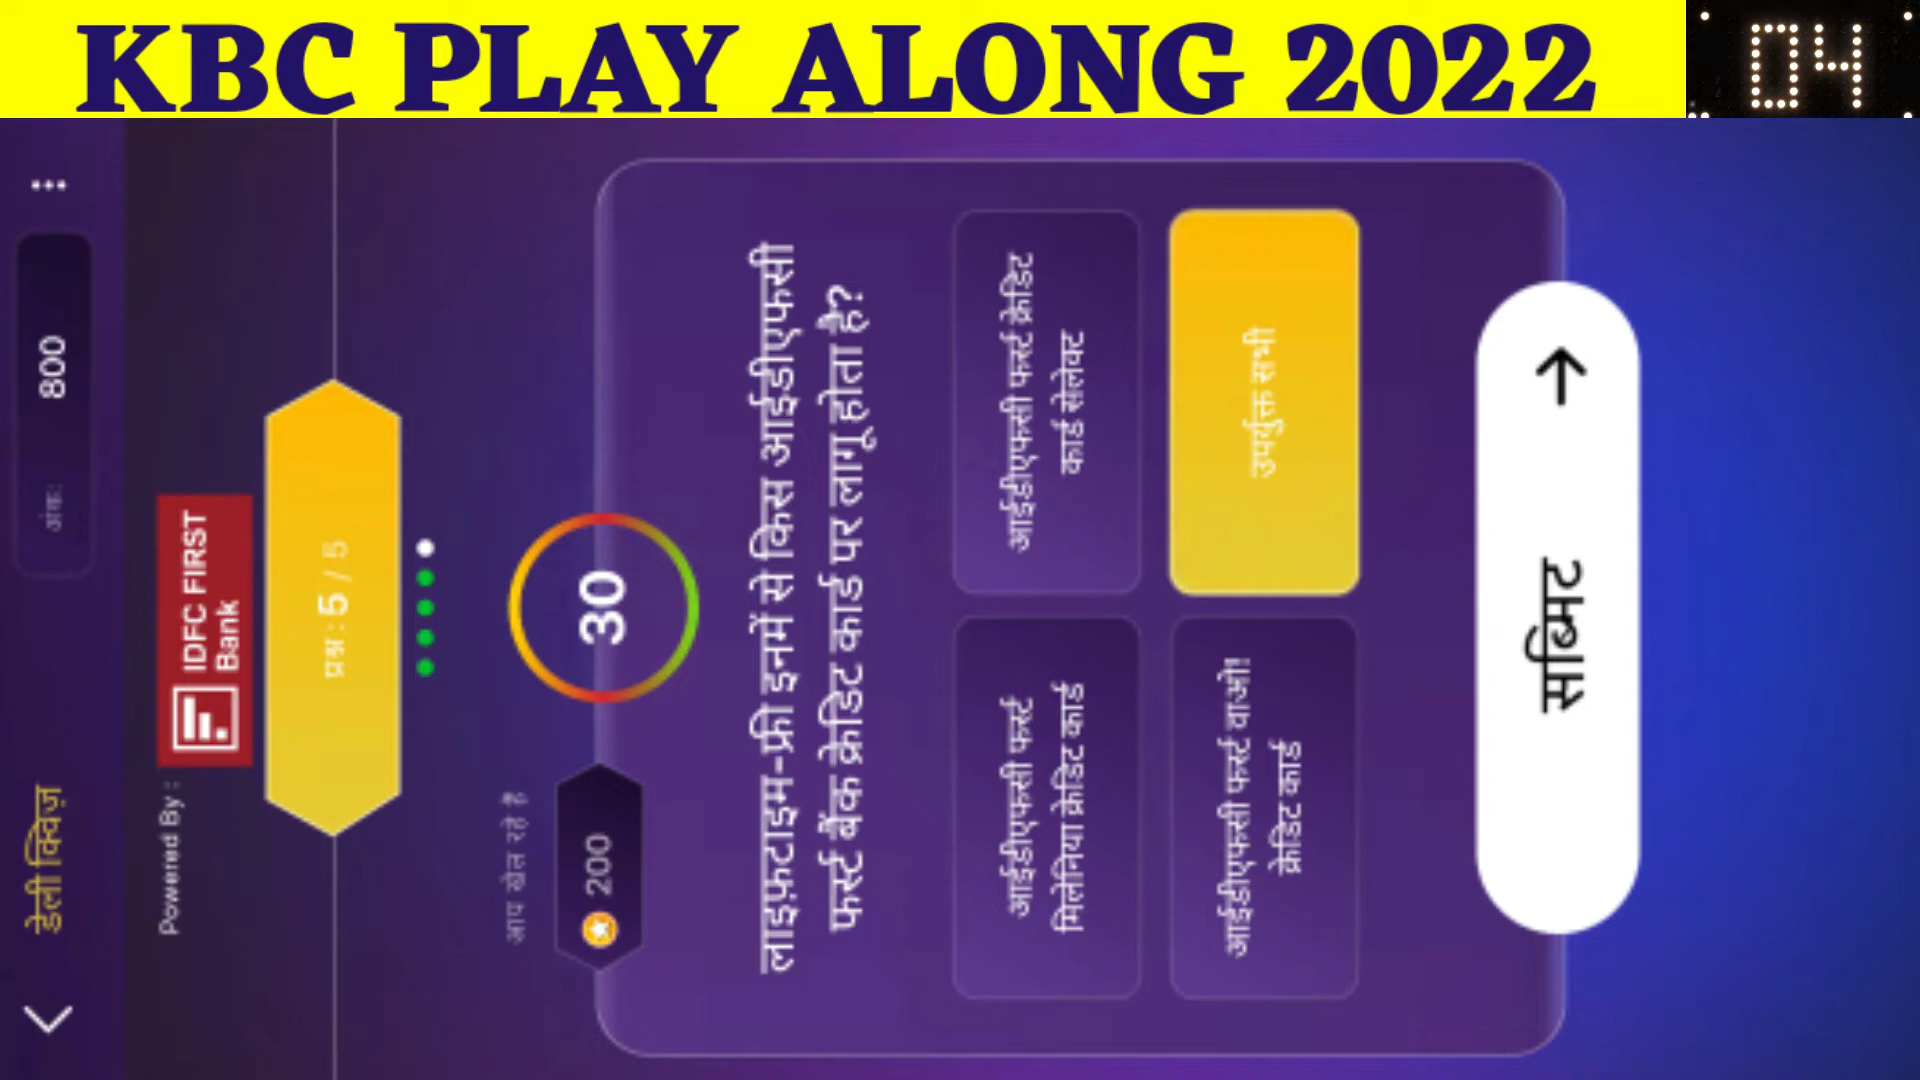 KBC PLAY ALONG 2022
04
डेली क्विज़
अंक:
800
Powered By :
IDFC FIRST
Bank
प्रश्न : 5 / 5
आप खेल रहे हैं
200
30
लाइफ़टाइम-फ्री इनमें से किस आईडीएफसी
फर्स्ट बैंक क्रेडिट कार्ड पर लागू होता है?
आईडीएफसी फर्स्ट
मिलेनिया क्रेडिट कार्ड
आईडीएफसी फर्स्ट क्रेडिट
कार्ड सेलेक्ट
आईडीएफसी फर्स्ट वाओ!
क्रेडिट कार्ड
उपर्युक्त सभी
सब्मिट